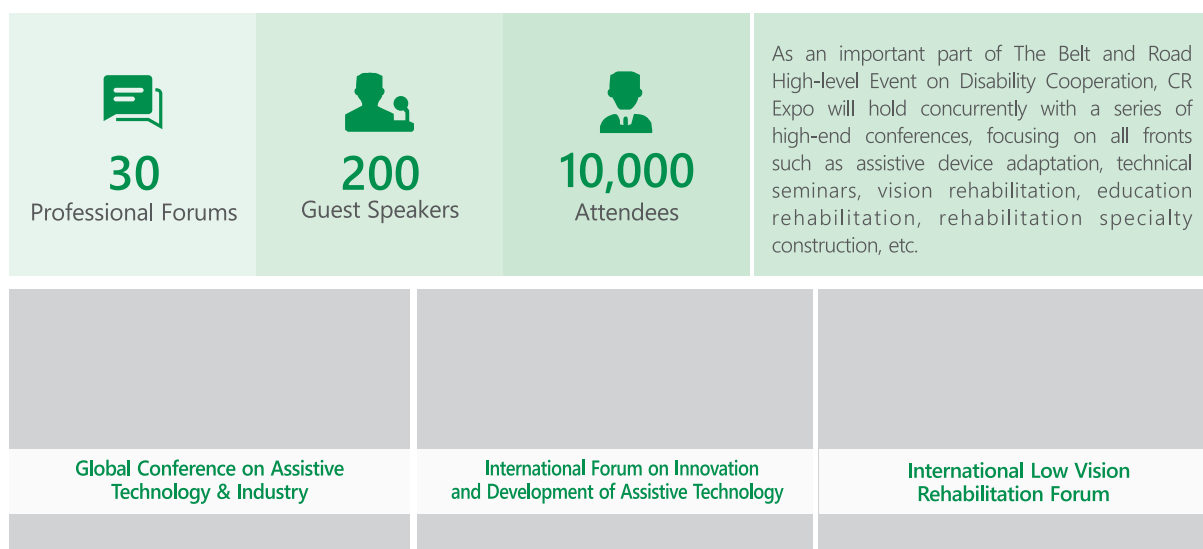 30
Professional Forums
200
Guest Speakers
10,000
Attendees
As an important part of The Belt and Road
High-level Event on Disability Cooperation, CR
Expo will hold concurrently with a series of
high-end conferences, focusing on all fronts
such as assistive device adaptation, technical
seminars, vision rehabilitation, education
rehabilitation, rehabilitation specialty
construction, etc.
Global Conference on Assistive
Technology & Industry
International Forum on Innovation
and Development of Assistive Technology
International Low Vision
Rehabilitation Forum